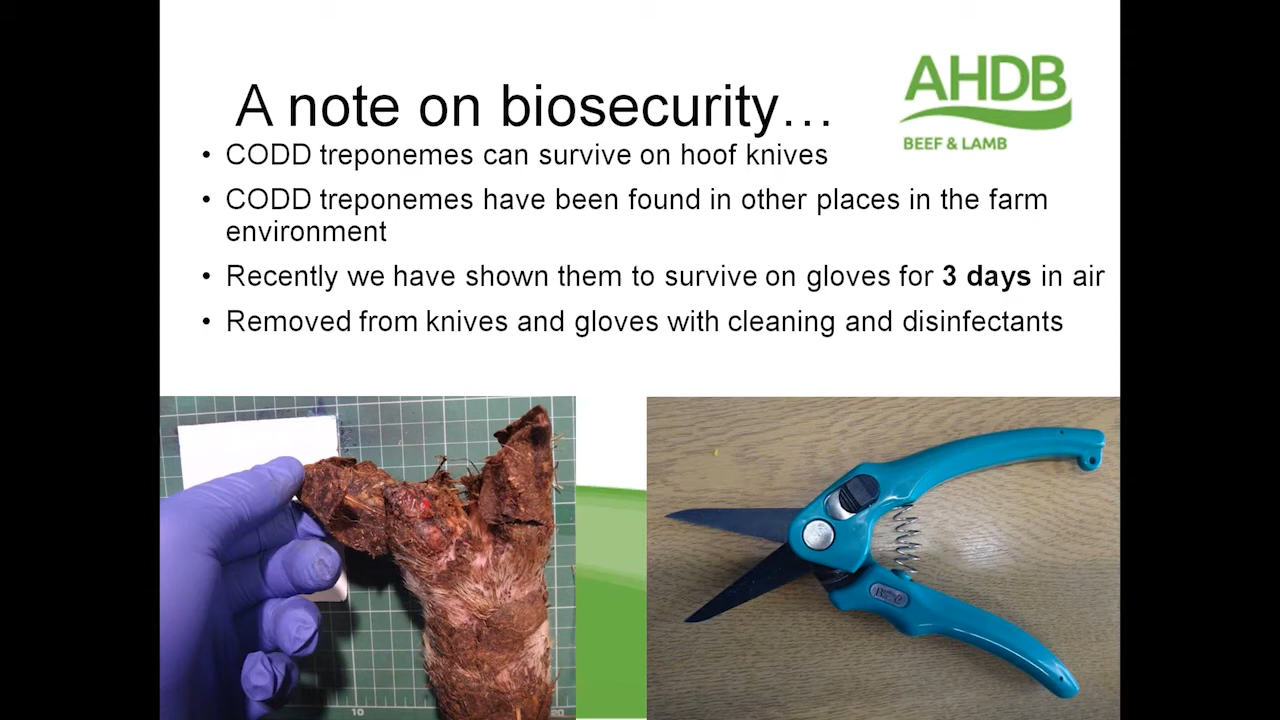 A note on biosecurity…
AHDB
BEEF & LAMB
• CODD treponemes can survive on hoof knives
• CODD treponemes have been found in other places in the farm
environment
• Recently we have shown them to survive on gloves for 3 days in air
• Removed from knives and gloves with cleaning and disinfectants
10
20